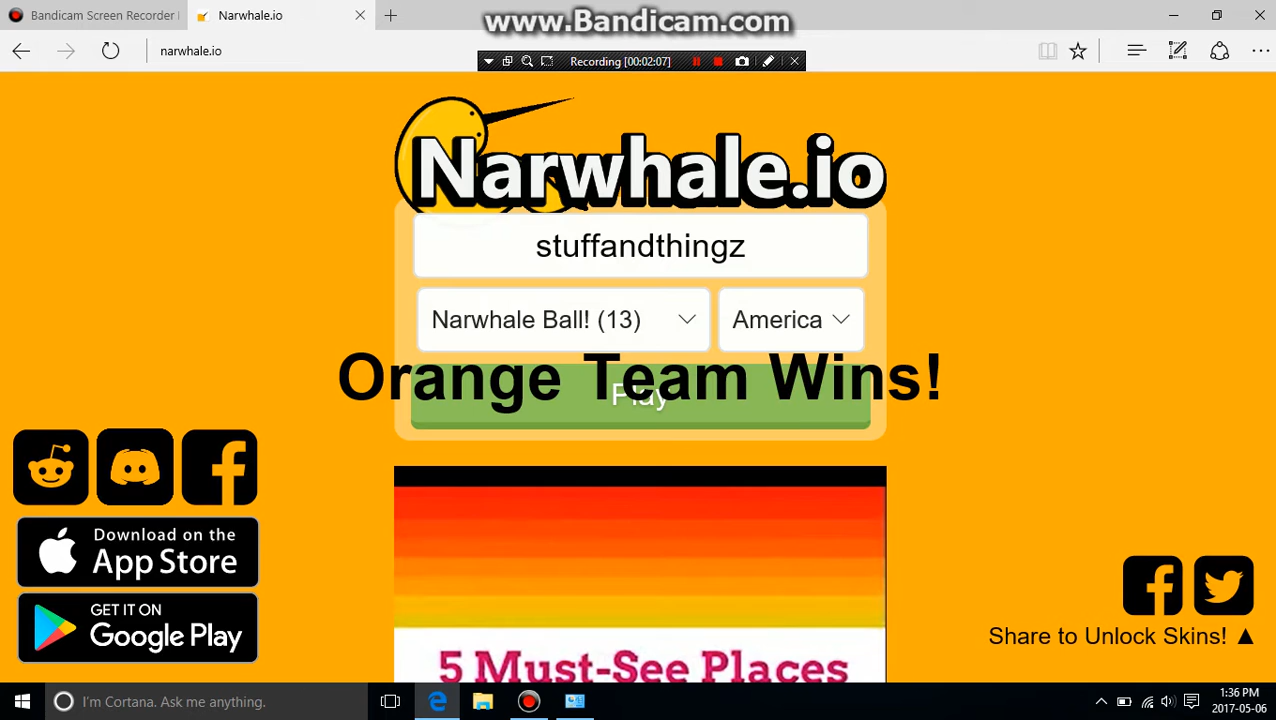 www.Bandicam.com
Bandicam Screen Recorder
Narwhale.io
narwhale.io
Recording [00:02:07]
Narwhale.io
stuffandthingz
Narwhale Ball! (13)
America
Orange Team Wins!
Play
Download on the
App Store
GET IT ON
Google Play
Share to Unlock Skins! ▲
5 Must-See Places
I'm Cortana. Ask me anything.
1:36 PM
2017-05-06